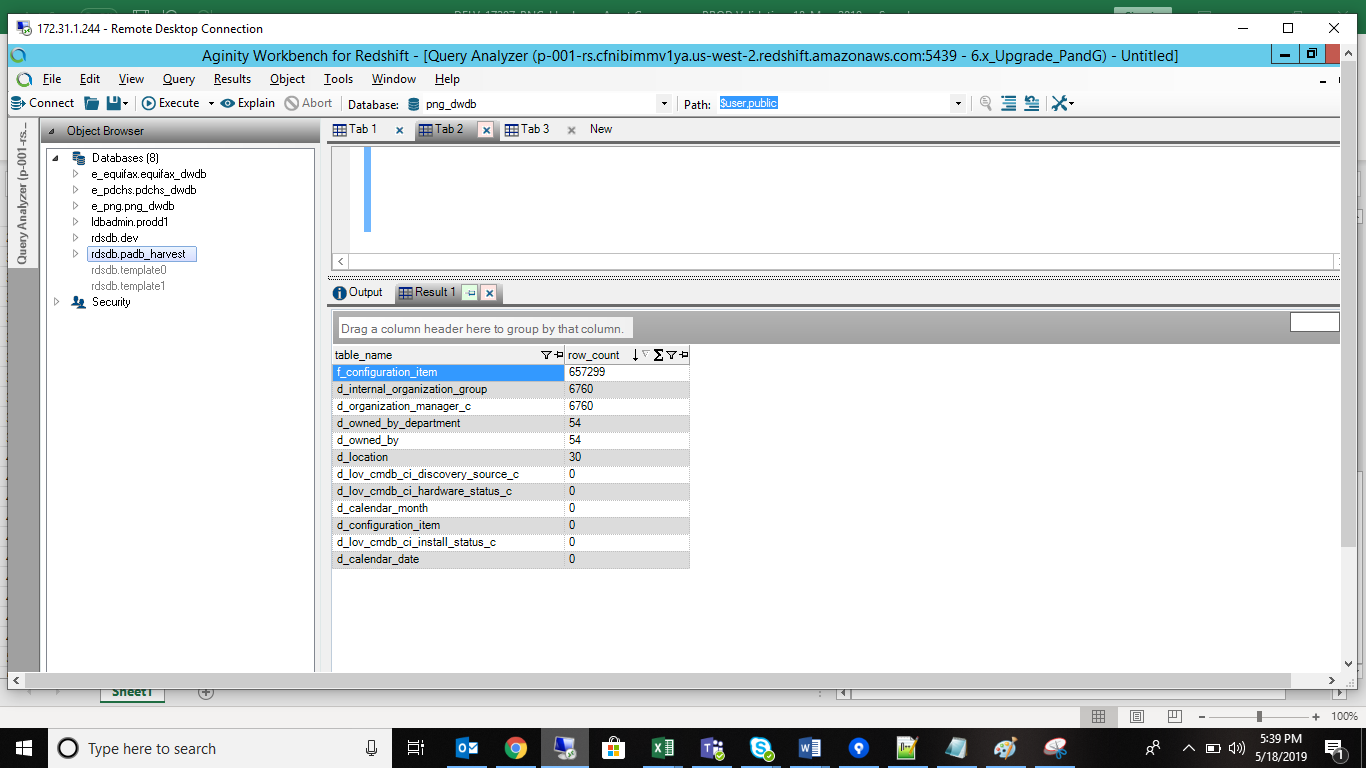 172.31.1.244 - Remote Desktop Connection
Aginity Workbench for Redshift - [Query Analyzer (p-001-rs.cfnibimmv1ya.us-west-2.redshift.amazonaws.com:5439 - 6.x_Upgrade_PandG) - Untitled]
File Edit View Query Results Object Tools Window Help
Connect Execute Explain Abort Database: png_dwdb Path: $user,public
Query Analyzer (p-001-rs...
Object Browser
Tab 1 Tab 2 Tab 3 New
Databases (8)
e_equifax.equifax_dwdb
e_pdchs.pdchs_dwdb
e_png.png_dwdb
ldbadmin.prodd1
rdsdb.dev
rdsdb.padb_harvest
rdsdb.template0
rdsdb.template1
Security
Output Result 1
Drag a column header here to group by that column.
table_name row_count
f_configuration_item 657299
d_internal_organization_group 6760
d_organization_manager_c 6760
d_owned_by_department 54
d_owned_by 54
d_location 30
d_lov_cmdb_ci_discovery_source_c 0
d_lov_cmdb_ci_hardware_status_c 0
d_calendar_month 0
d_configuration_item 0
d_lov_cmdb_ci_install_status_c 0
d_calendar_date 0
Sheet1
100%
Type here to search
5:39 PM
5/18/2019
1